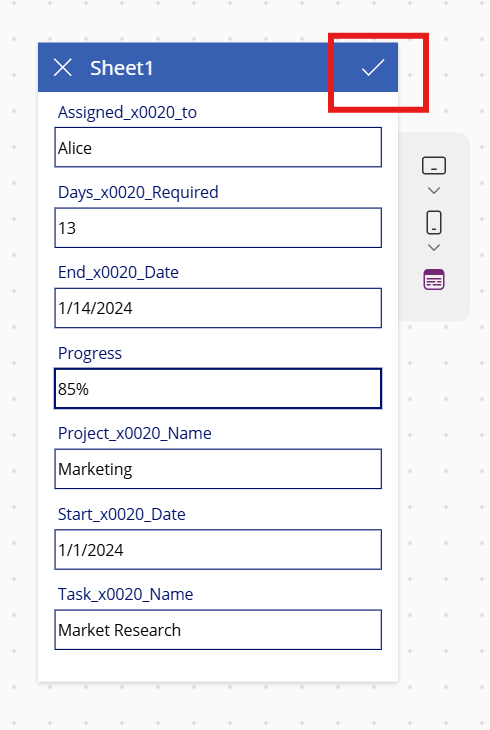 Sheet1
Assigned_x0020_to
Alice
Days_x0020_Required
13
End_x0020_Date
1/14/2024
Progress
85%
Project_x0020_Name
Marketing
Start_x0020_Date
1/1/2024
Task_x0020_Name
Market Research